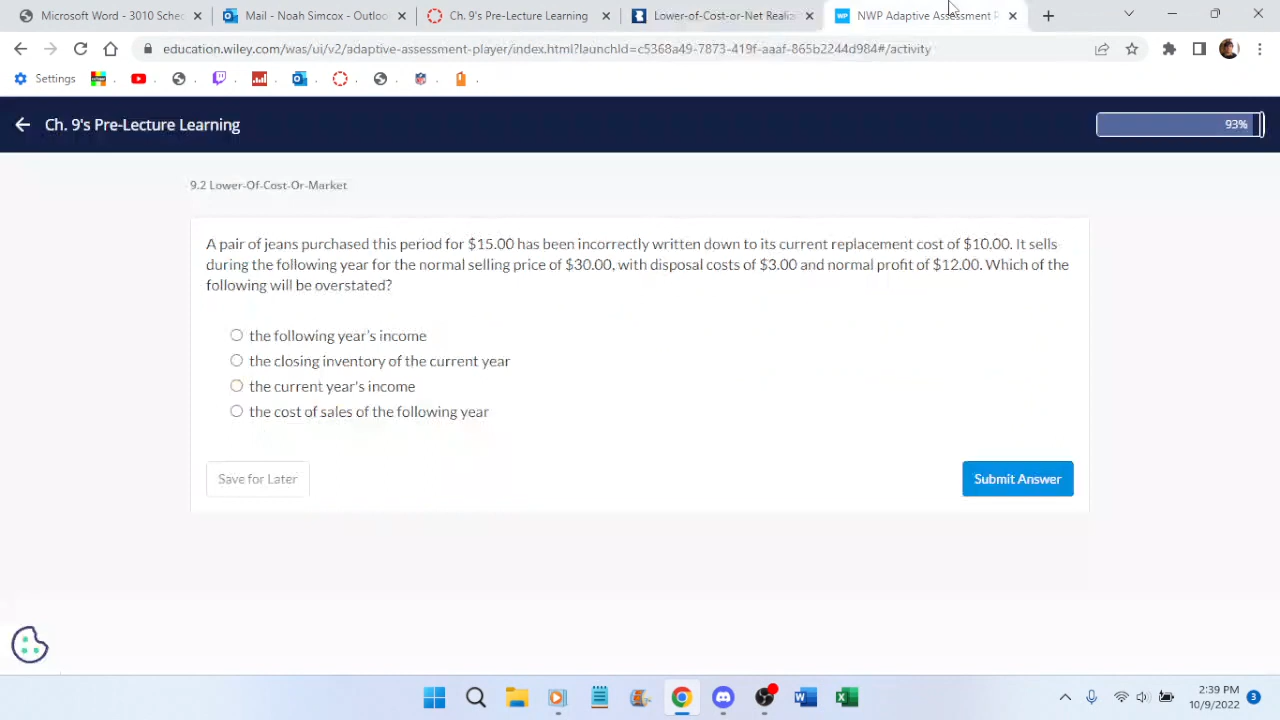 Microsoft Word - 300 Sched
Mail - Noah Simcox - Outloo
Ch. 9's Pre-Lecture Learning
Lower-of-Cost-or-Net Realiza
NWP Adaptive Assessment P
education.wiley.com/was/ui/v2/adaptive-assessment-player/index.html?launchId=c5368a49-7873-419f-aaaf-865b2244d984#/activity
Settings
Ch. 9's Pre-Lecture Learning
93%
9.2 Lower-Of-Cost-Or-Market
A pair of jeans purchased this period for $15.00 has been incorrectly written down to its current replacement cost of $10.00. It sells
during the following year for the normal selling price of $30.00, with disposal costs of $3.00 and normal profit of $12.00. Which of the
following will be overstated?
the following year's income
the closing inventory of the current year
the current year's income
the cost of sales of the following year
Save for Later
Submit Answer
2:39 PM
10/9/2022
3